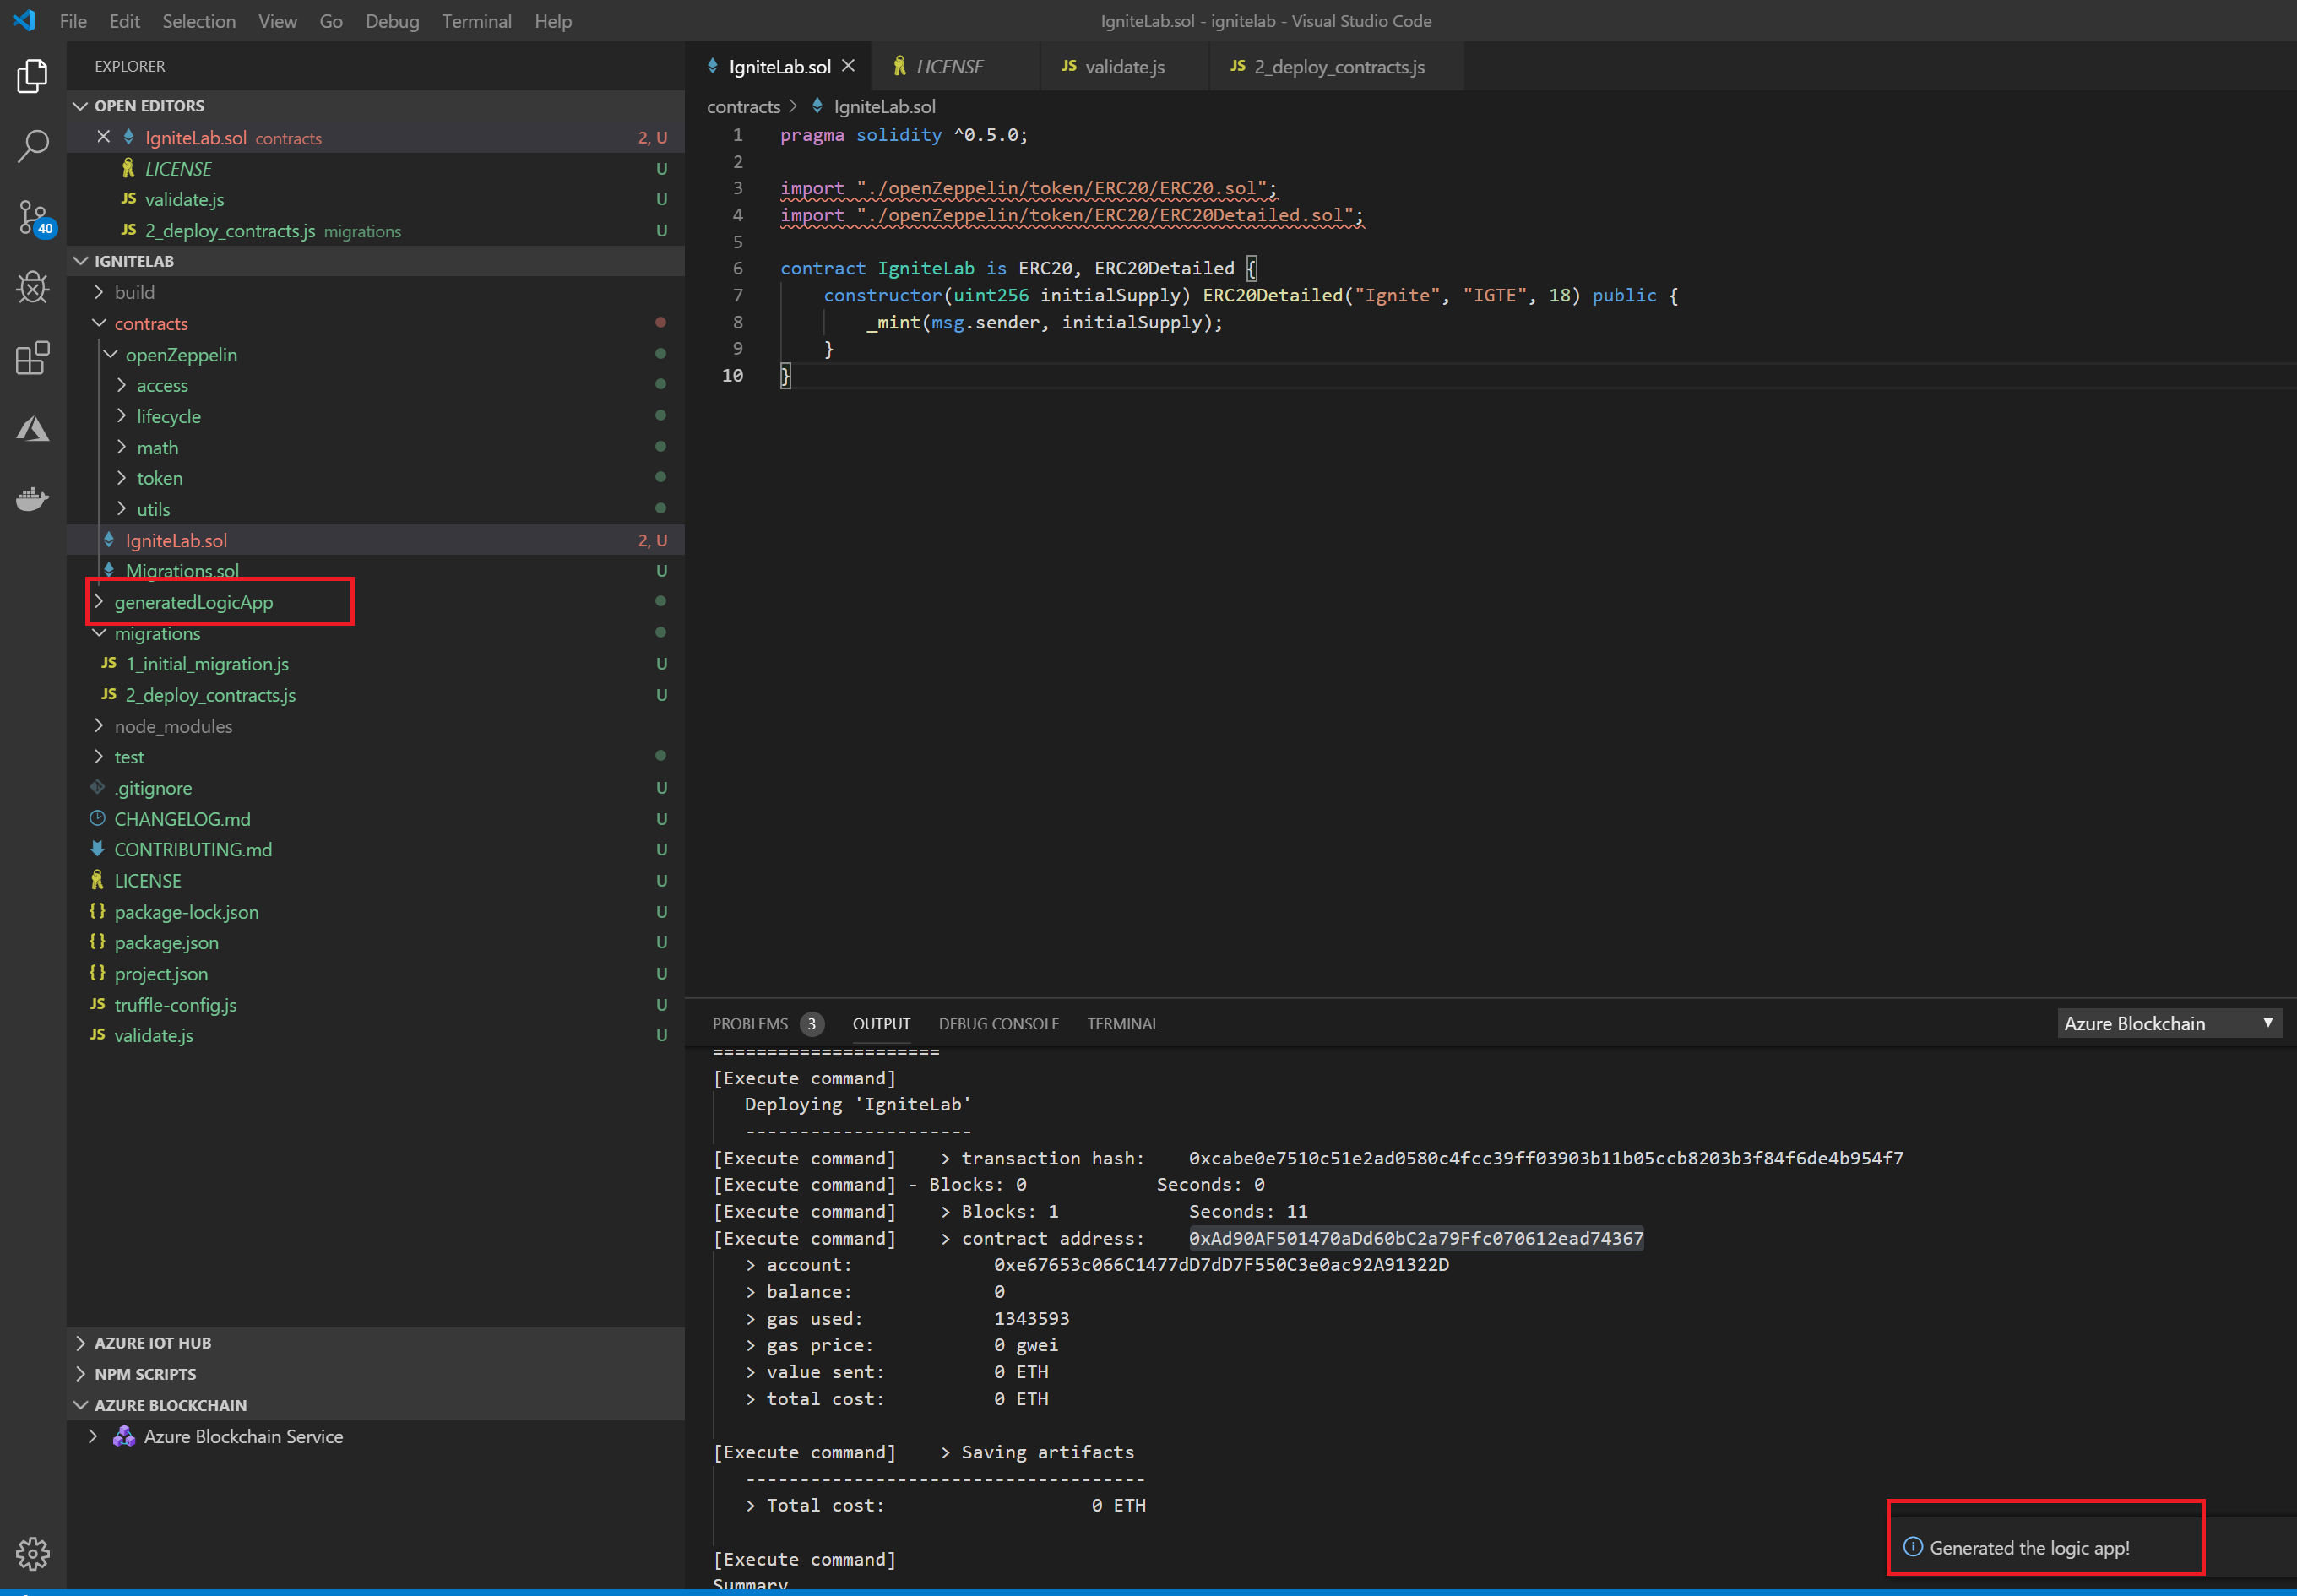 File Edit Selection View Go Debug Terminal Help
IgniteLab.sol - ignitelab - Visual Studio Code
EXPLORER
OPEN EDITORS
IgniteLab.sol contracts 2, U
LICENSE U
validate.js U
2_deploy_contracts.js migrations U
IGNITELAB
build
contracts
openZeppelin
access
lifecycle
math
token
utils
IgniteLab.sol 2, U
Migrations.sol U
generatedLogicApp
migrations
1_initial_migration.js U
2_deploy_contracts.js U
node_modules
test
.gitignore U
CHANGELOG.md U
CONTRIBUTING.md U
LICENSE U
package-lock.json U
package.json U
project.json U
truffle-config.js U
validate.js U
AZURE IOT HUB
NPM SCRIPTS
AZURE BLOCKCHAIN
Azure Blockchain Service
40
IgniteLab.sol LICENSE JS validate.js JS 2_deploy_contracts.js
contracts > IgniteLab.sol
1 pragma solidity ^0.5.0;
2
3 import "./openZeppelin/token/ERC20/ERC20.sol";
4 import "./openZeppelin/token/ERC20/ERC20Detailed.sol";
5
6 contract IgniteLab is ERC20, ERC20Detailed {
7 constructor(uint256 initialSupply) ERC20Detailed("Ignite", "IGTE", 18) public {
8 _mint(msg.sender, initialSupply);
9 }
10 }
PROBLEMS 3 OUTPUT DEBUG CONSOLE TERMINAL Azure Blockchain
=====================
[Execute command]
Deploying 'IgniteLab'
---------------------
[Execute command] > transaction hash: 0xcabe0e7510c51e2ad0580c4fcc39ff03903b11b05ccb8203b3f84f6de4b954f7
[Execute command] - Blocks: 0 Seconds: 0
[Execute command] > Blocks: 1 Seconds: 11
[Execute command] > contract address: 0xAd90AF501470aDd60bC2a79Ffc070612ead74367
> account: 0xe67653c066C1477dD7dD7F550C3e0ac92A91322D
> balance: 0
> gas used: 1343593
> gas price: 0 gwei
> value sent: 0 ETH
> total cost: 0 ETH
[Execute command] > Saving artifacts
-------------------------------------
> Total cost: 0 ETH
[Execute command]
Summary
Generated the logic app!